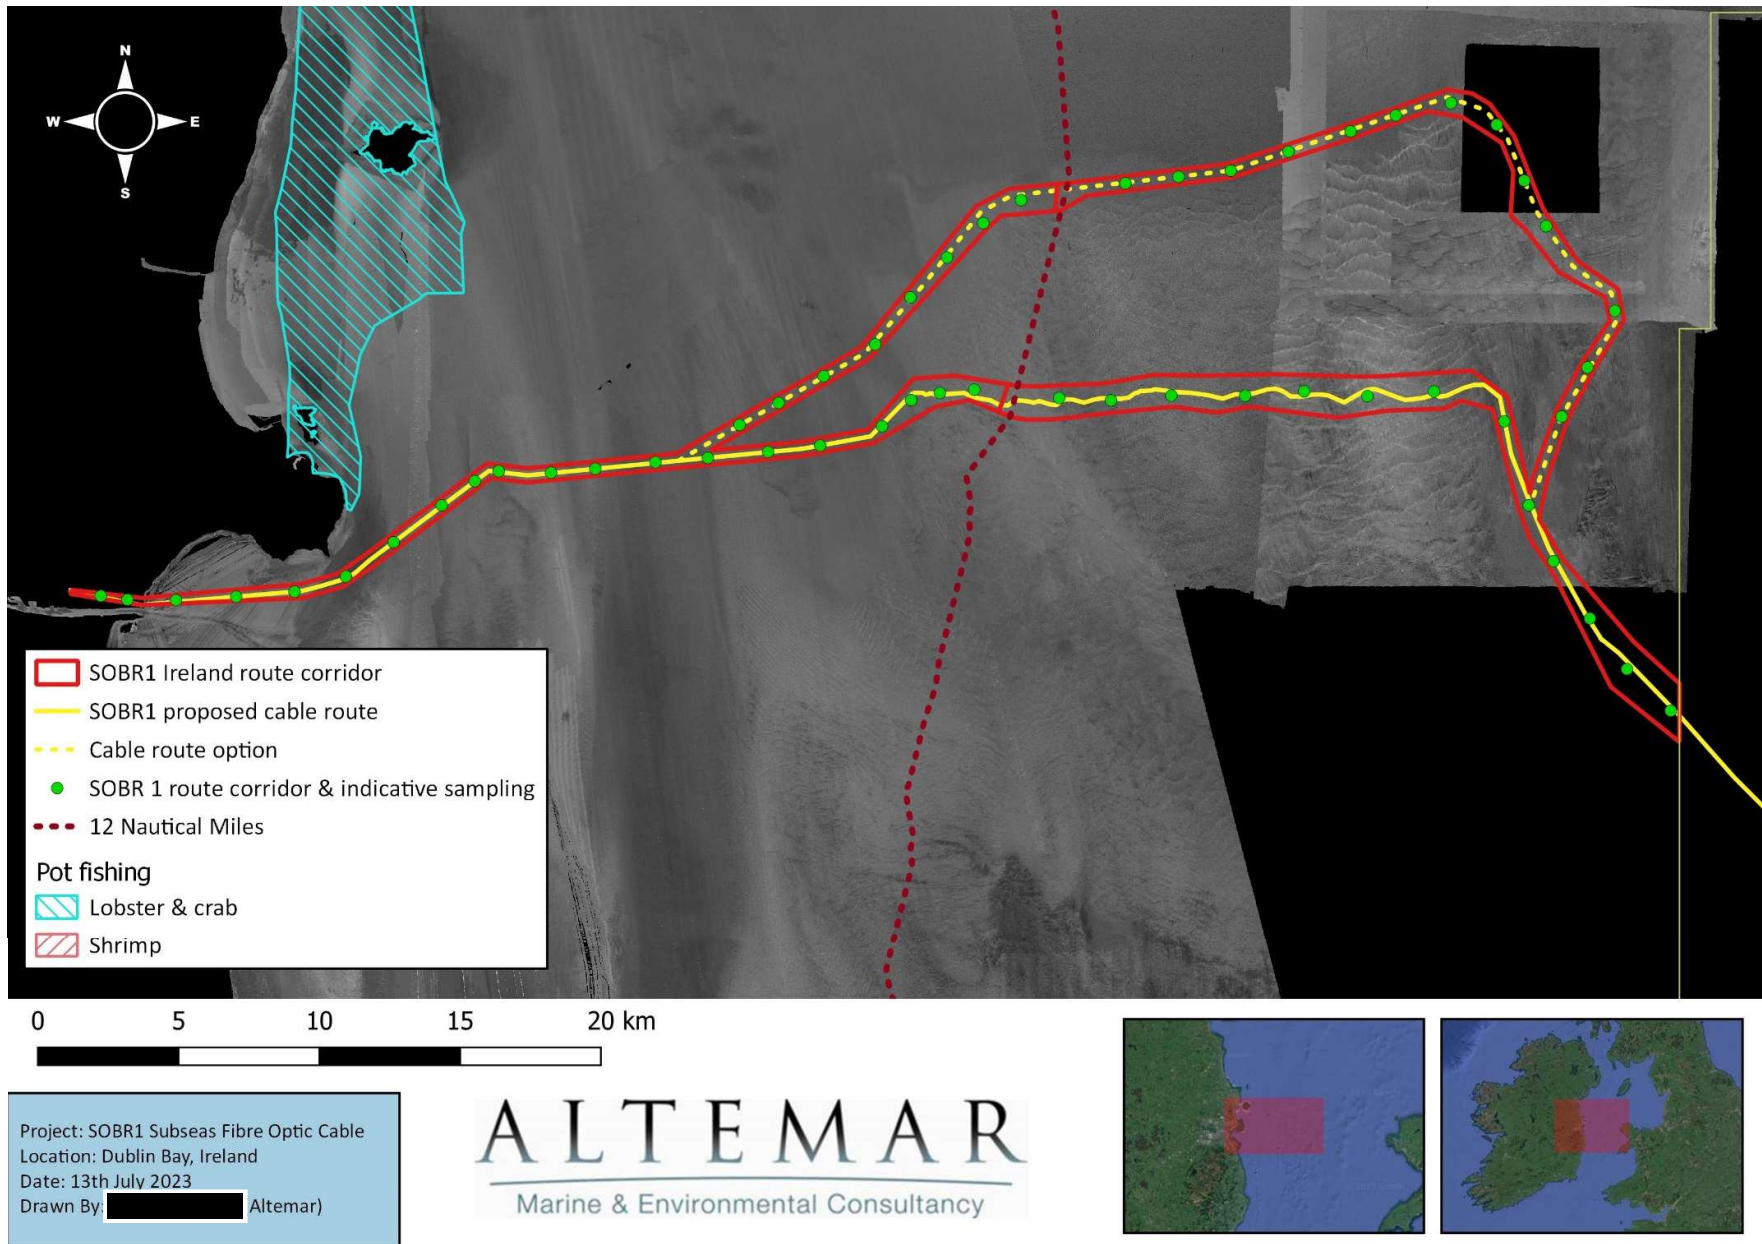 N
W E
S
SOBR1 Ireland route corridor
SOBR1 proposed cable route
Cable route option
SOBR 1 route corridor & indicative sampling
12 Nautical Miles
Pot fishing
Lobster & crab
Shrimp
0 5 10 15 20 km
Project: SOBR1 Subseas Fibre Optic Cable
Location: Dublin Bay, Ireland
Date: 13th July 2023
Drawn By: Altemar)
ALTEMAR
Marine & Environmental Consultancy